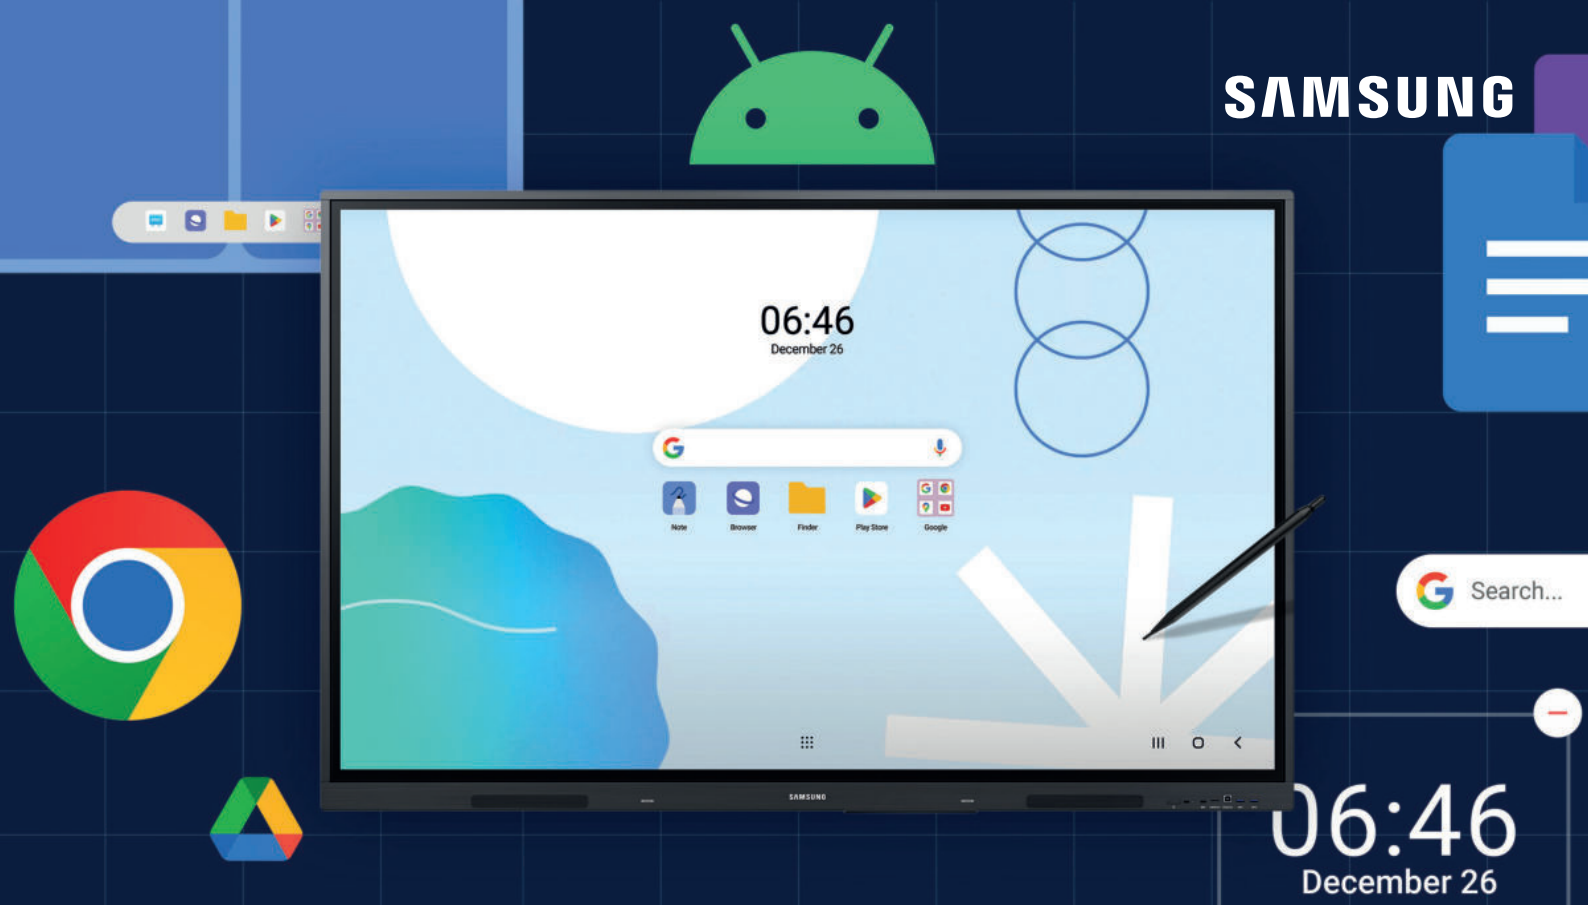 SAMSUNG
06:46
December 26
Note
Browser
Finder
Play Store
Google
Search...
SAMSUNG
06:46
December 26